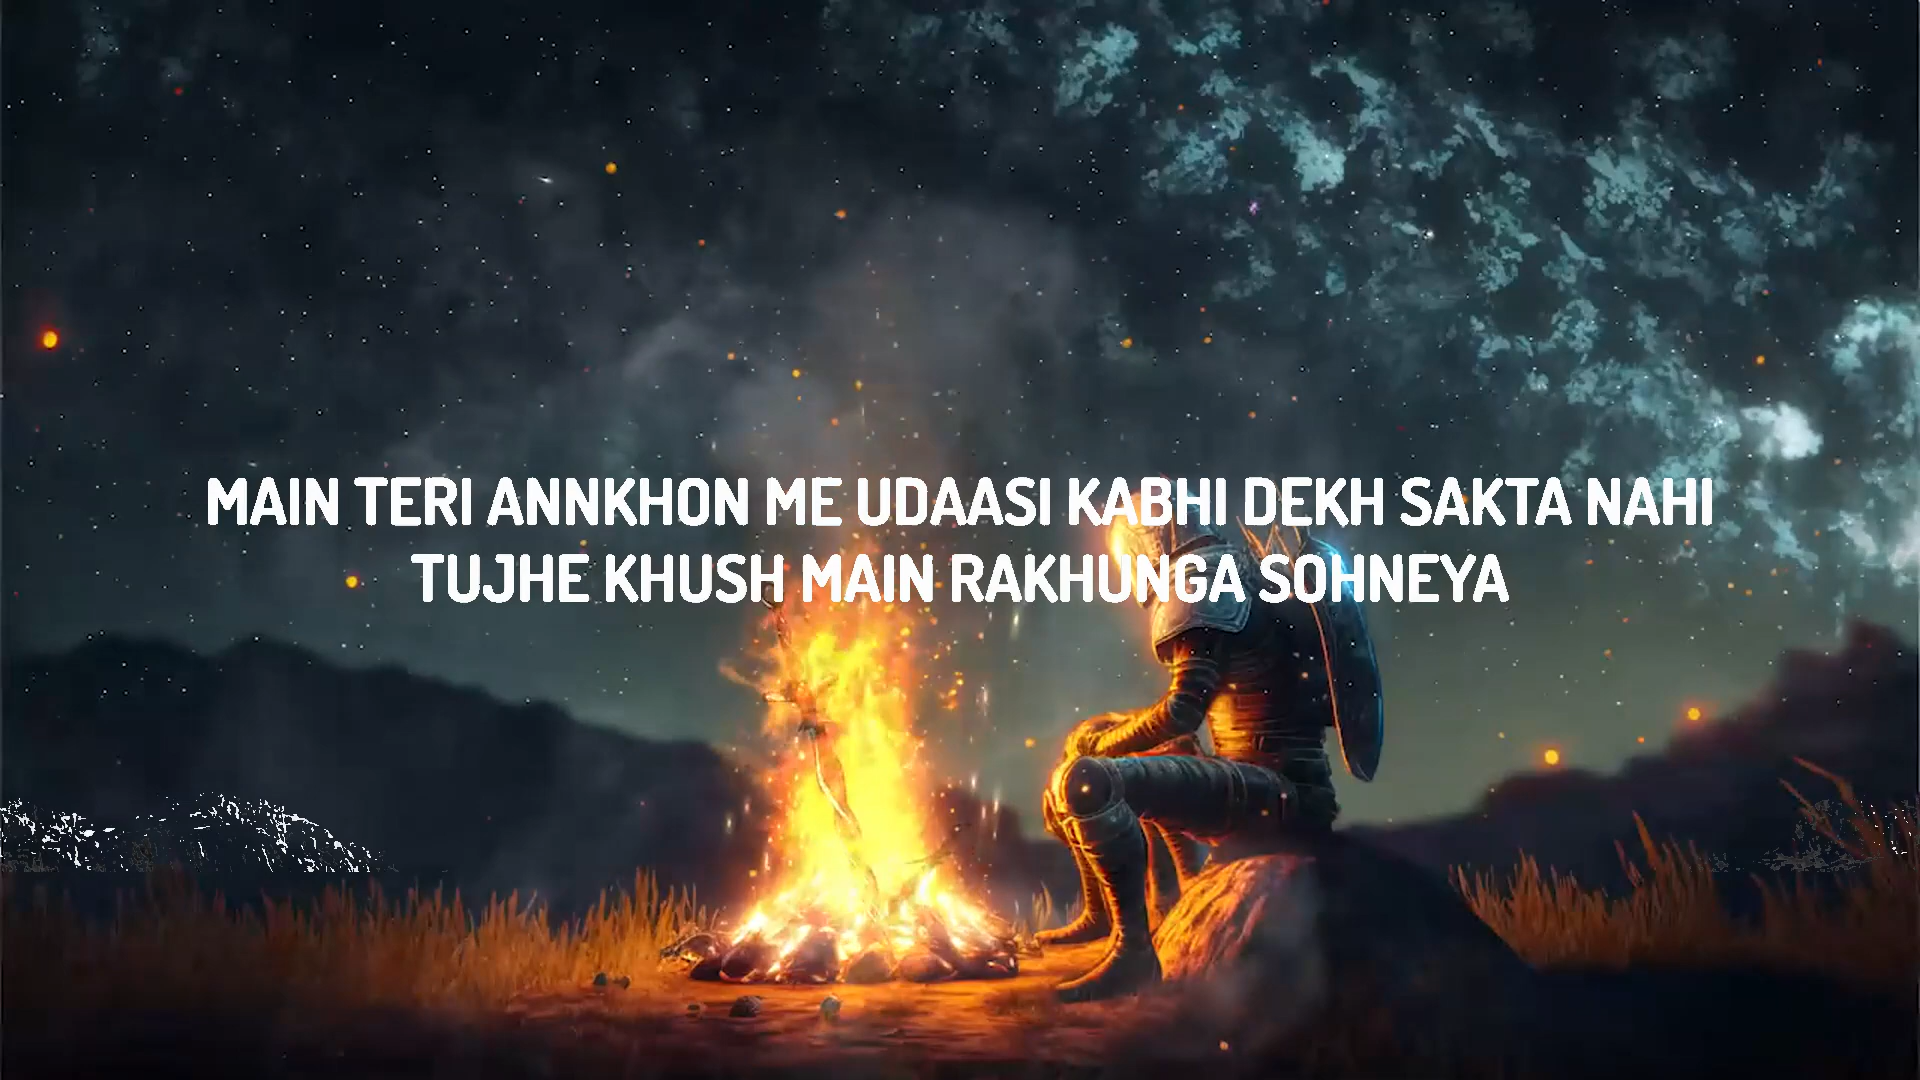 MAIN TERI ANNKHON ME UDAASI KABHI DEKH SAKTA NAHI
TUJHE KHUSH MAIN RAKHUNGA SOHNEYA